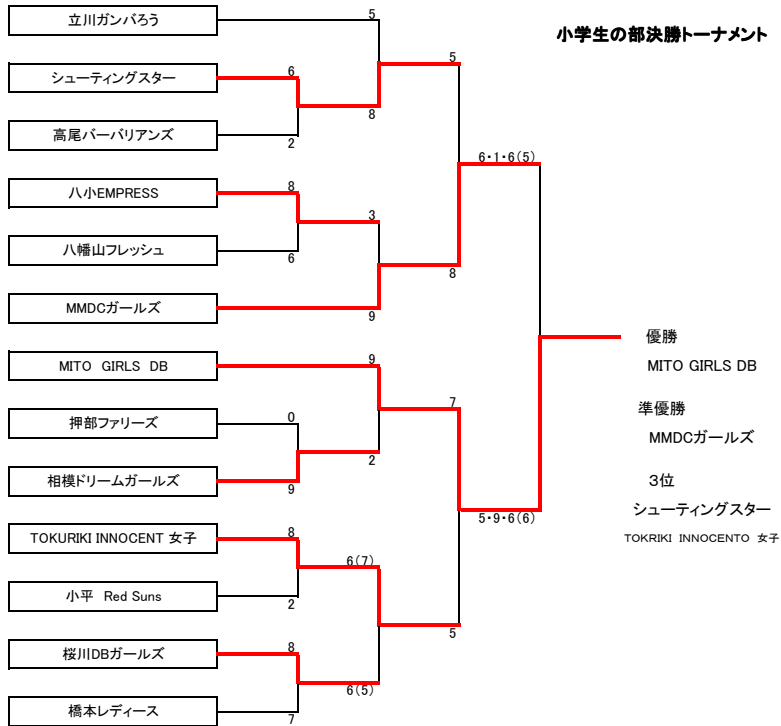 小学生の部決勝トーナメント
立川ガンバろう
5
5
シューティングスター
6
8
高尾バーバリアンズ
2
6・1・6(5)
八小EMPRESS
8
3
八幡山フレッシュ
6
8
MMDCガールズ
9
優勝
MITO GIRLS DB
9
MITO GIRLS DB
7
準優勝
押部ファリーズ
0
MMDCガールズ
2
相模ドリームガールズ
9
3位
シューティングスター
5・9・6(6)
TOKURIKI INNOCENT 女子
8
TOKRIKI INNOCENTO 女子
6(7)
小平 Red Suns
2
5
桜川DBガールズ
8
6(5)
橋本レディース
7